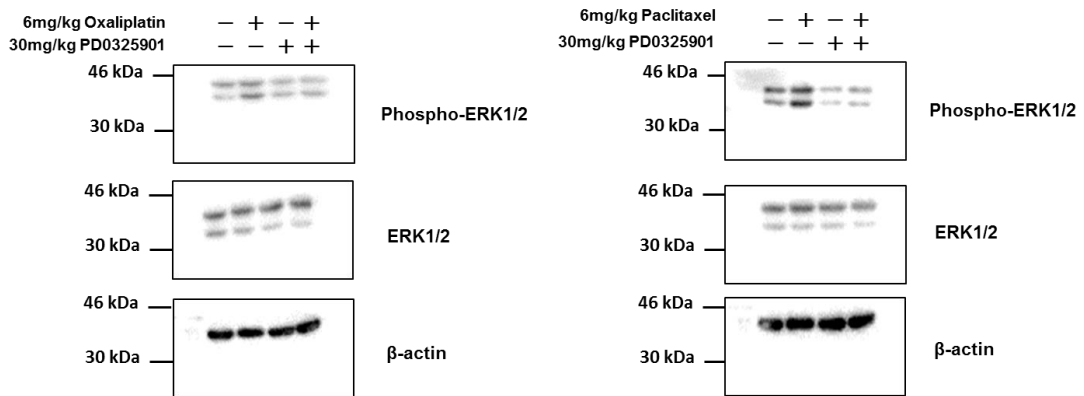 6mg/kg Oxaliplatin – + – +
30mg/kg PD0325901 – – + +
46 kDa
30 kDa
Phospho-ERK1/2
46 kDa
30 kDa
ERK1/2
46 kDa
30 kDa
β-actin
6mg/kg Paclitaxel – + – +
30mg/kg PD0325901 – – + +
46 kDa
30 kDa
Phospho-ERK1/2
46 kDa
30 kDa
ERK1/2
46 kDa
30 kDa
β-actin